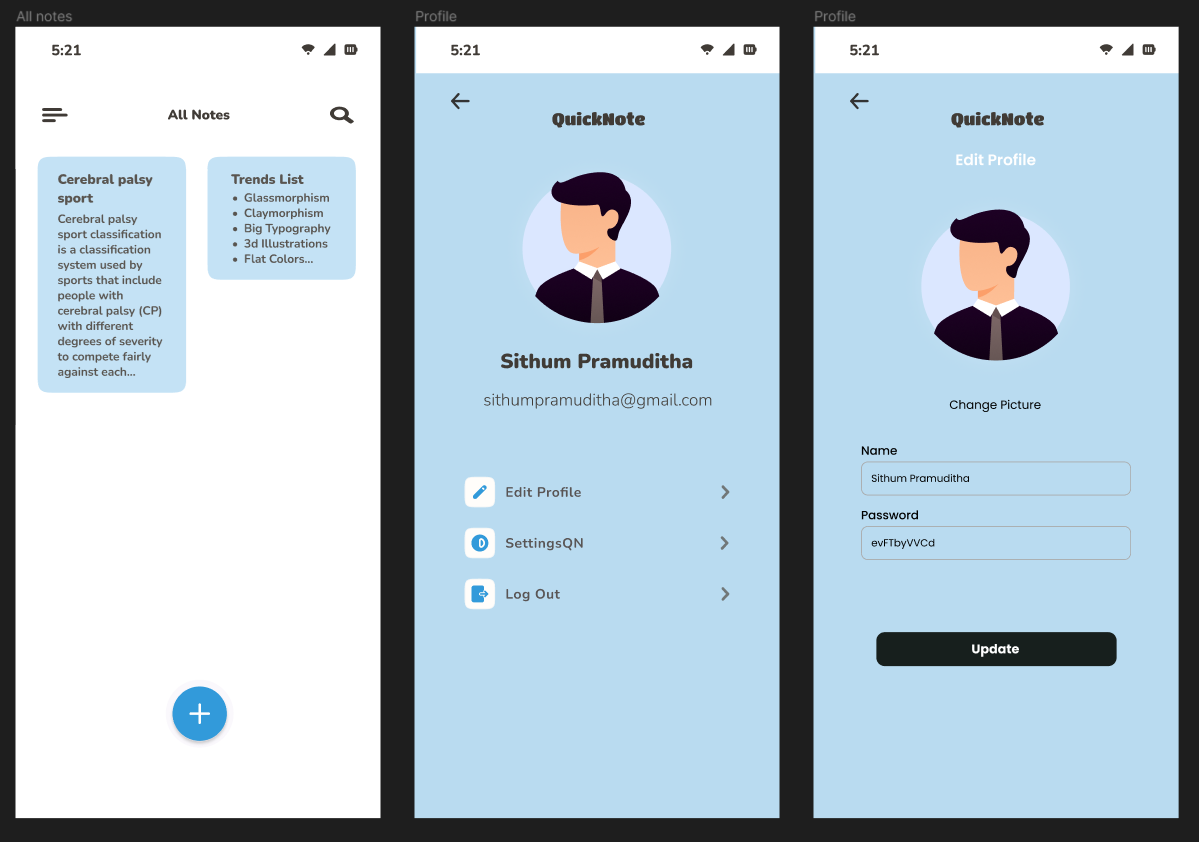 All notes
5:21
All Notes
Cerebral palsy
sport
Cerebral palsy
sport classification
is a classification
system used by
sports that include
people with
cerebral palsy (CP)
with different
degrees of severity
to compete fairly
against each...
Trends List
• Glassmorphism
• Claymorphism
• Big Typography
• 3d Illustrations
• Flat Colors...
Profile
5:21
QuickNote
Sithum Pramuditha
sithumpramuditha@gmail.com
Edit Profile
SettingsQN
Log Out
Profile
5:21
QuickNote
Edit Profile
Change Picture
Name
Sithum Pramuditha
Password
evFTbyVVCd
Update